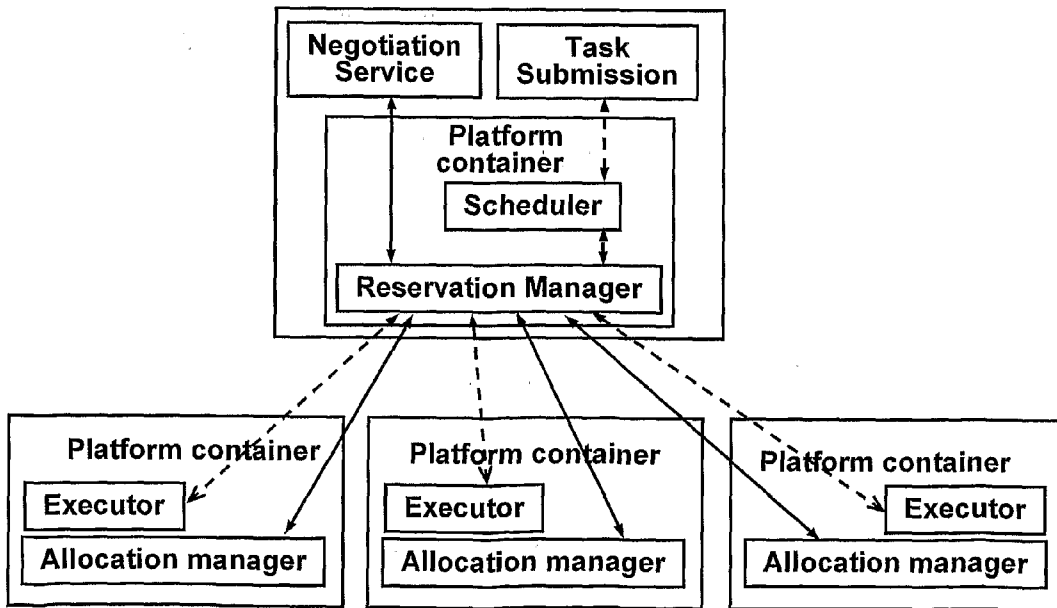 Negotiation
Service
Task
Submission
Platform
container
Scheduler
Reservation Manager
Platform container
Executor
Allocation manager
Platform container
Executor
Allocation manager
Platform container
Executor
Allocation manager